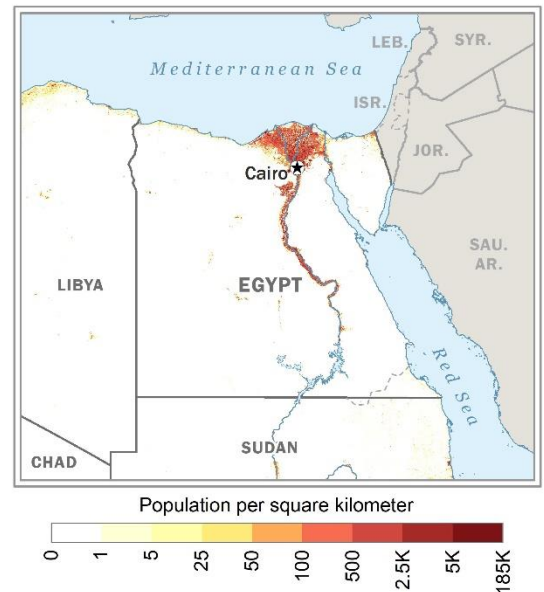 LEB.
SYR.
Mediterranean Sea
ISR.
JOR.
Cairo
SAU.
AR.
LIBYA
EGYPT
Red Sea
SUDAN
CHAD
Population per square kilometer
0
1
5
25
50
100
500
2.5K
5K
185K